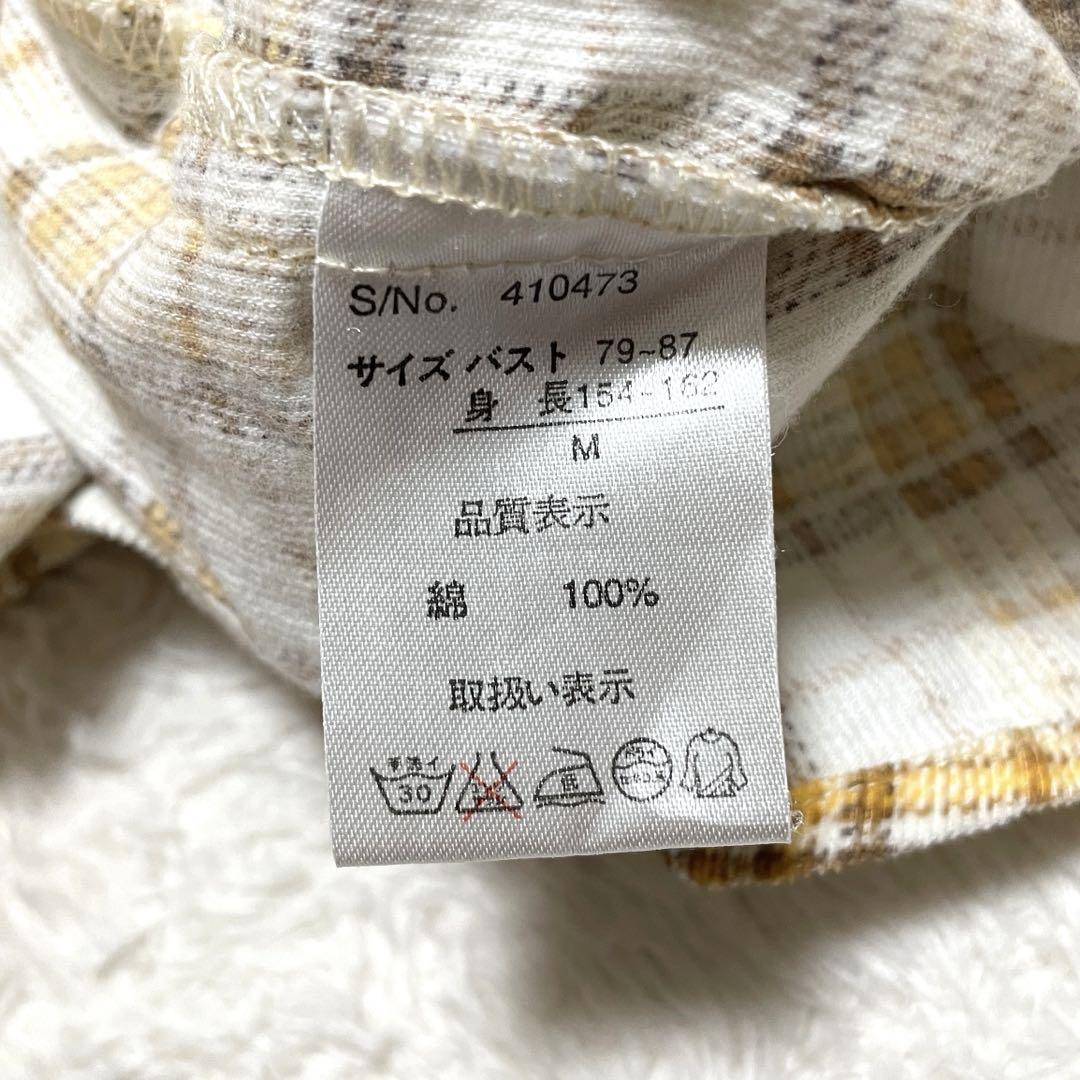 S/No. 410473
サイズ バスト 79~87
身 長154~162
M
品質表示
綿 100%
取扱い表示
手洗イ
30